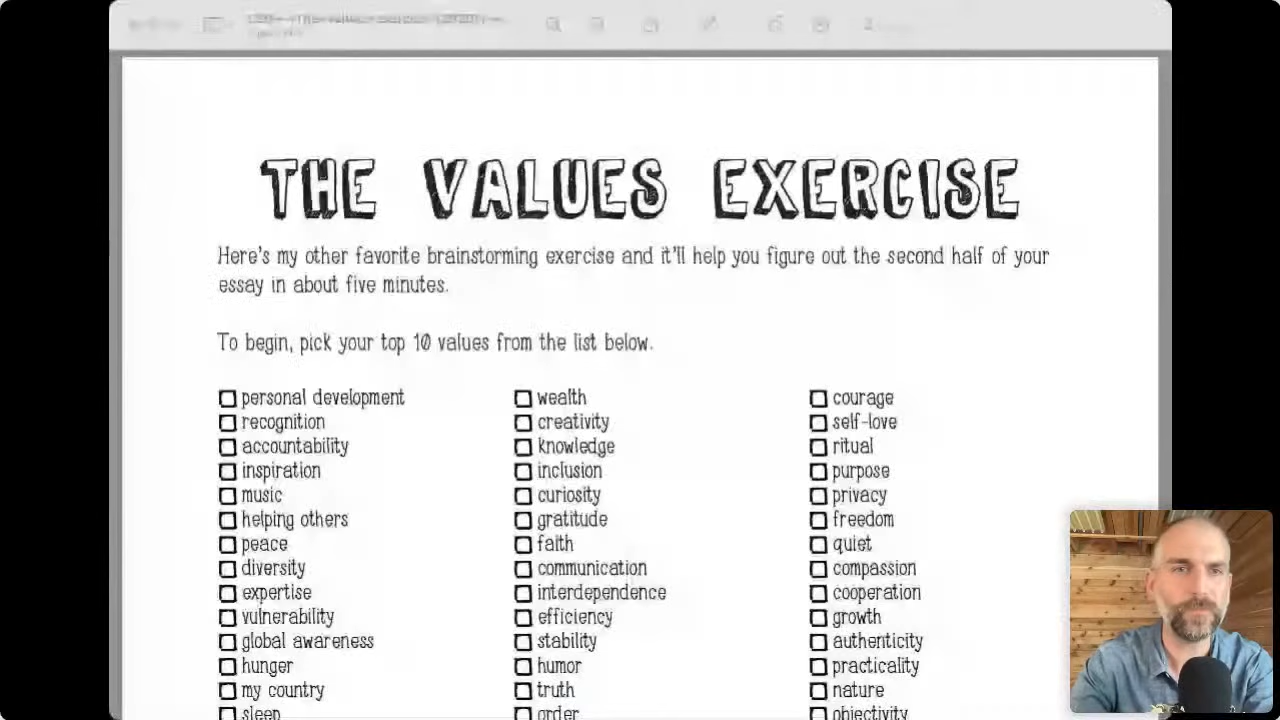 THE VALUES EXERCISE
Here's my other favorite brainstorming exercise and it'll help you figure out the second half of your
essay in about five minutes.
To begin, pick your top 10 values from the list below.
personal development
recognition
accountability
inspiration
music
helping others
peace
diversity
expertise
vulnerability
global awareness
hunger
my country
sleep
wealth
creativity
knowledge
inclusion
curiosity
gratitude
faith
communication
interdependence
efficiency
stability
humor
truth
order
courage
self-love
ritual
purpose
privacy
freedom
quiet
compassion
cooperation
growth
authenticity
practicality
nature
objectivity